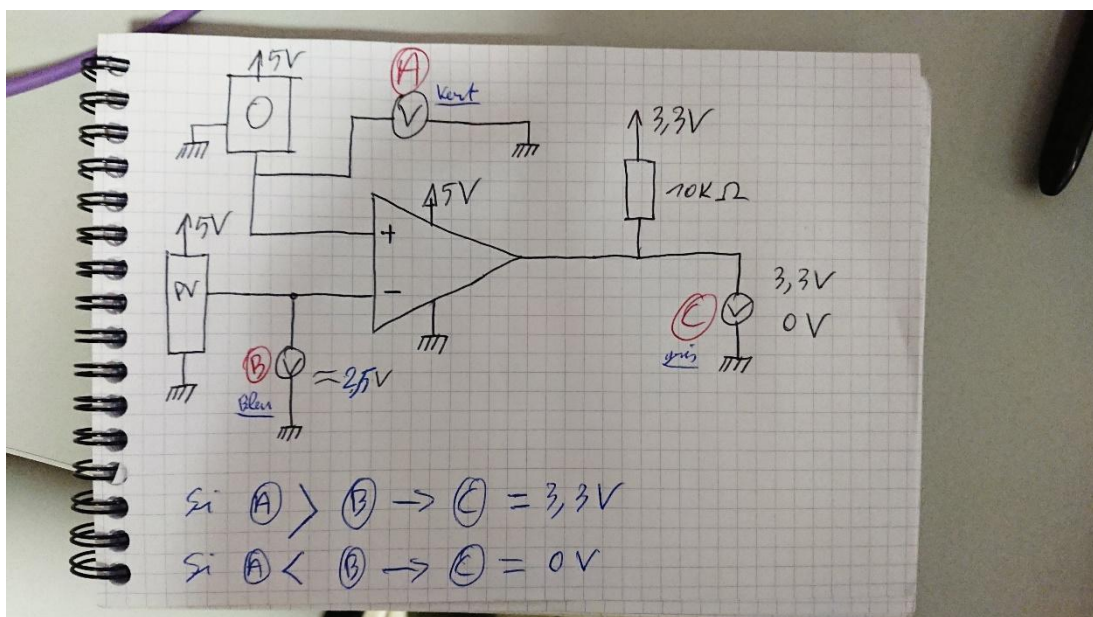 5V
A
Vert
V
3,3V
5V
10KΩ
5V
+
PV
-
3,3V
C
V
0V
B
V
≈ 2,5V
gris
Bleu
Si A > B → C = 3,3V
Si A < B → C = 0V